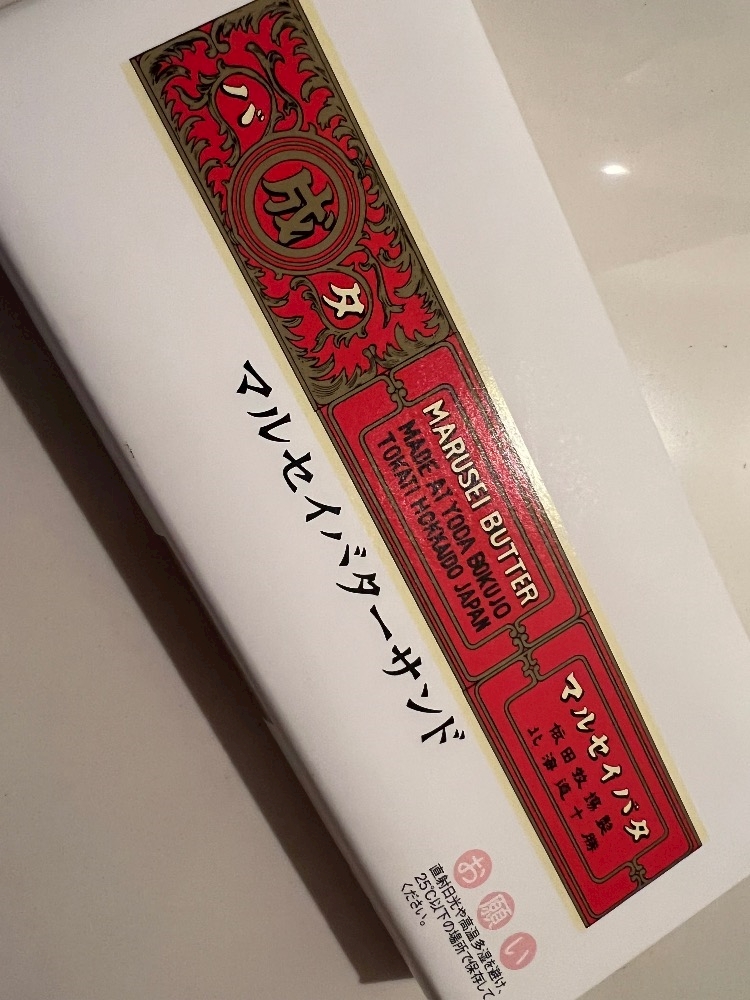 バ
成
タ
MARUSEI BUTTER
MADE AT YODA BOKUJO
TOKATI HOKKAIDO JAPAN
マルセイバタ
依田牧場製
北海道十勝
マルセイバターサンド
お願い
直射日光や高温多湿を避け、
25℃以下の場所で保存して
ください。